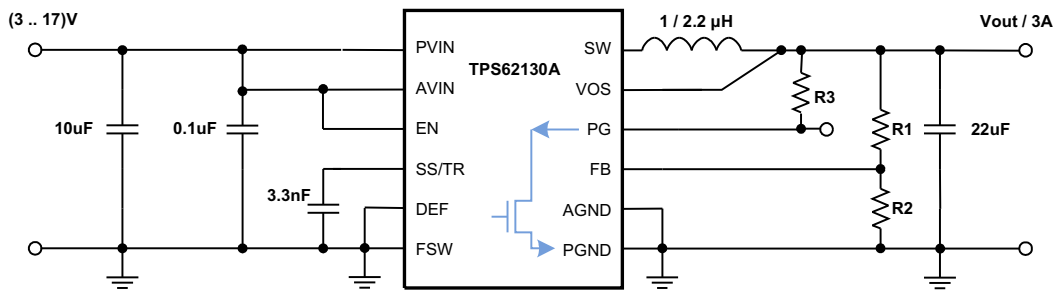 (3 .. 17)V
1 / 2.2 µH
Vout / 3A
TPS62130A
PVIN
SW
AVIN
VOS
R3
10uF
0.1uF
EN
PG
R1
22uF
SS/TR
FB
3.3nF
DEF
AGND
R2
FSW
PGND